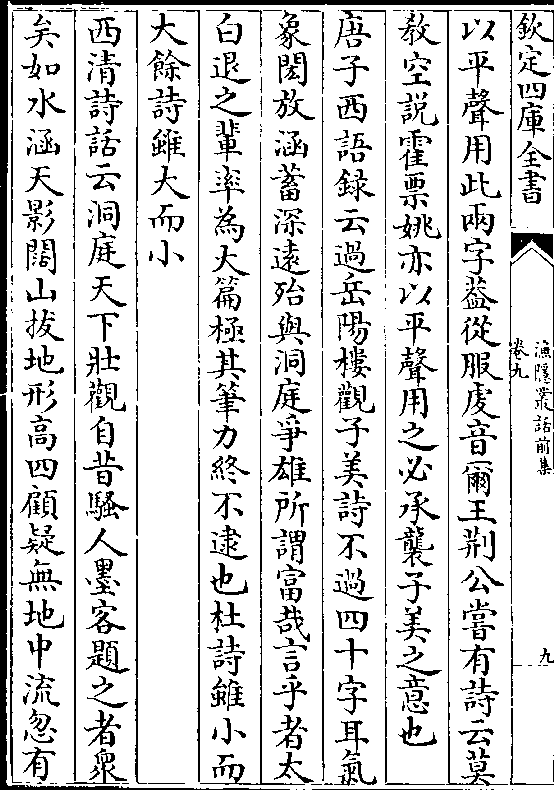 欽定四庫全書
漁隱叢話前集
卷九
九
以平聲用此兩字葢從服䖍音爾王荆公嘗有詩云莫
教空説霍票姚亦以平聲用之必承襲子美之意也
唐子西語録云過岳陽樓觀子美詩不過四十字耳氣
象閎放涵蓄深逺殆與洞庭爭雄所謂富哉言乎者太
白退之輩率為大篇極其筆力終不逮也杜詩雖小而
大餘詩雖大而小
西清詩話云洞庭天下壯觀自昔騷人墨客題之者衆
矣如水涵天影闊山拔地形高四顧疑無地中流忽有